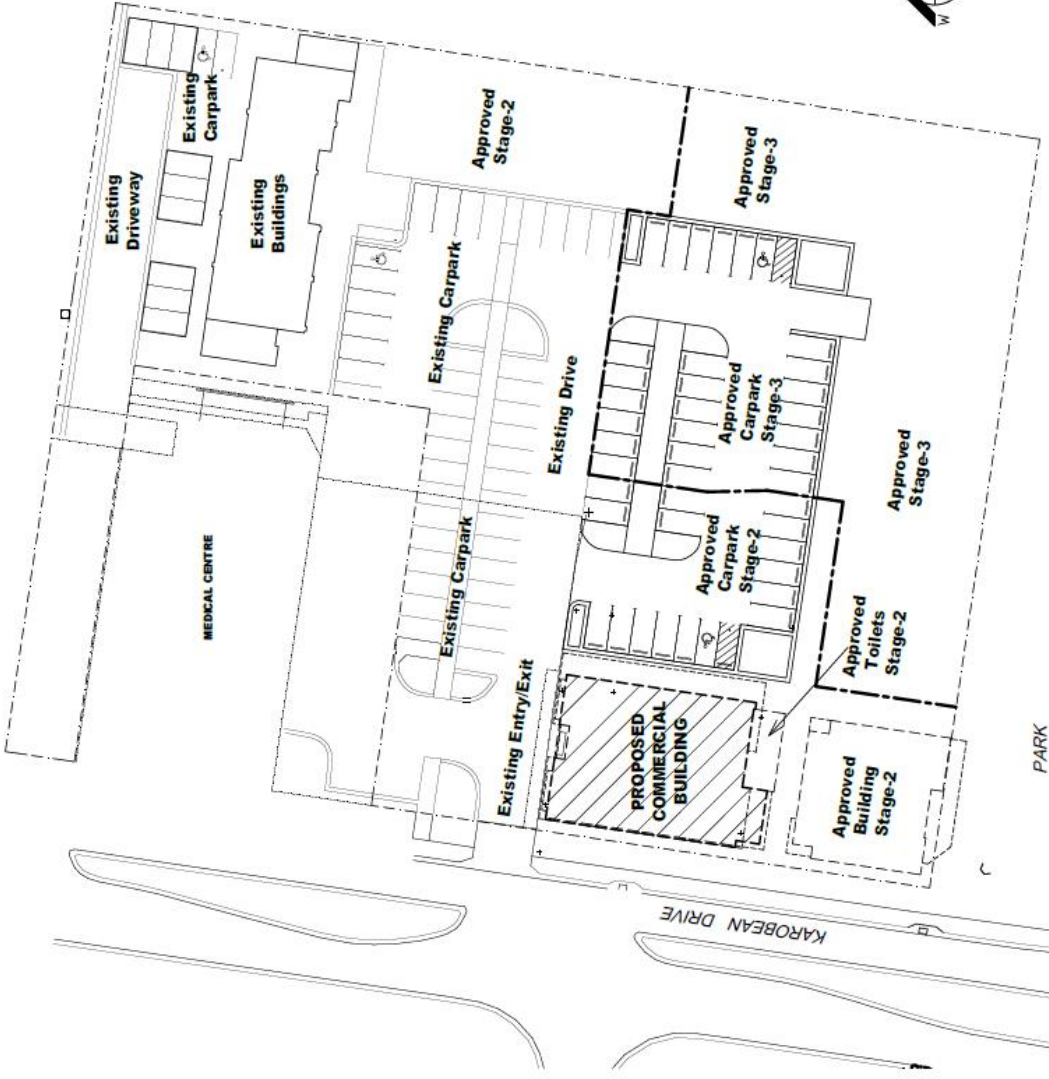 W
Existing
Driveway
Existing
Carpark
Existing
Buildings
Approved
Stage-2
Approved
Stage-3
MEDICAL CENTRE
Existing Carpark
Existing Drive
Existing Carpark
Approved
Carpark
Stage-3
Approved
Carpark
Stage-2
Approved
Stage-3
Existing Entry/Exit
PROPOSED
COMMERCIAL
BUILDING
Approved
Toilets
Stage-2
Approved
Building
Stage-2
KAROBEAN DRIVE
PARK